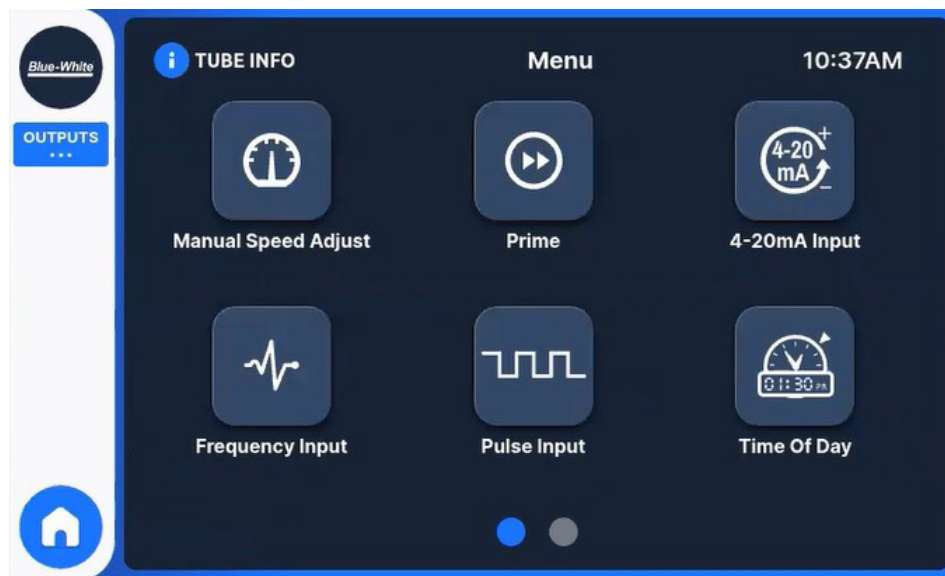 Blue-White
OUTPUTS
...
TUBE INFO
Menu
10:37AM
4-20
mA
Manual Speed Adjust
Prime
4-20mA Input
01:30 PM
Frequency Input
Pulse Input
Time Of Day